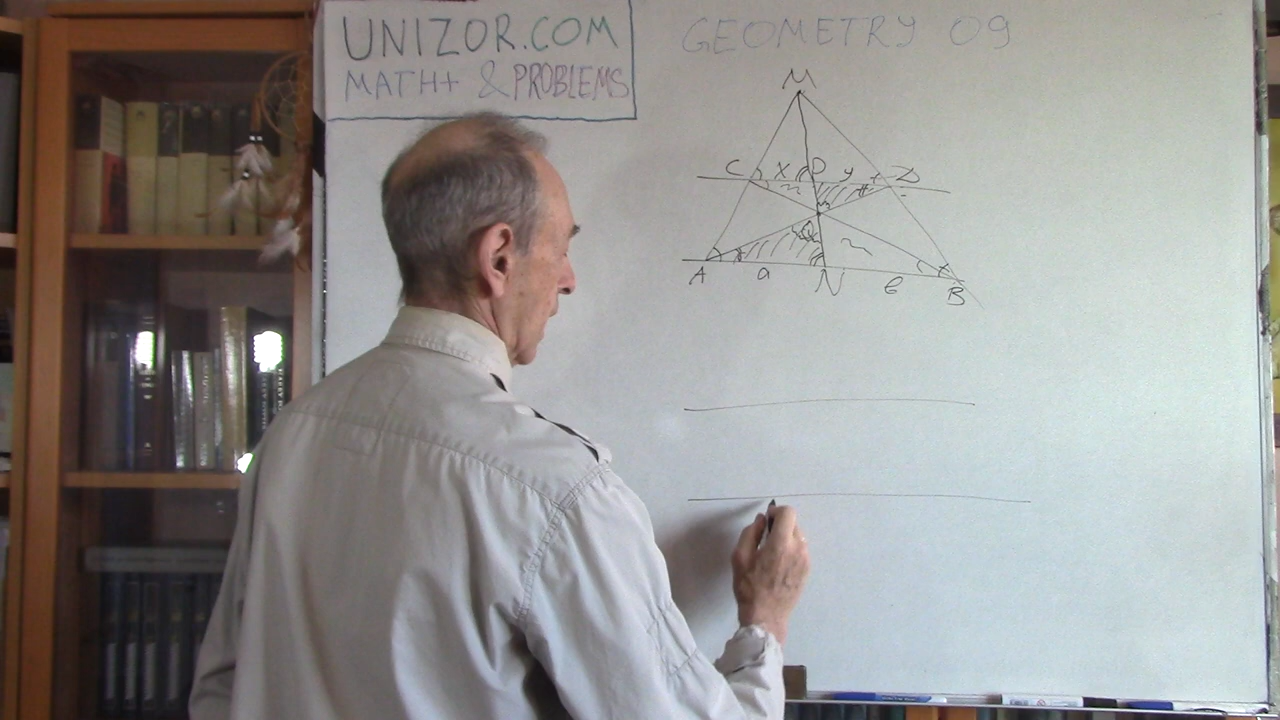 UNIZOR.COM
MATH+ & PROBLEMS
GEOMETRY 09
M
C x P y D
Q
A a N B